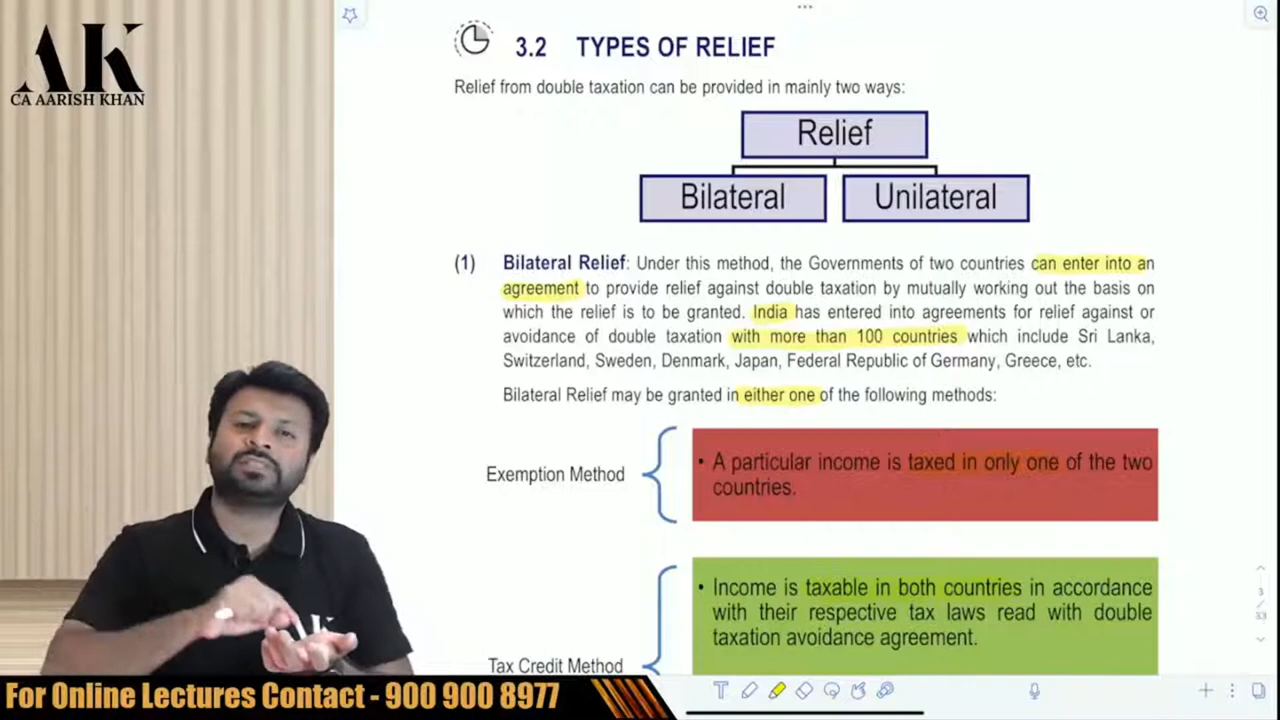 AK
CA AARISH KHAN
3.2 TYPES OF RELIEF
Relief from double taxation can be provided in mainly two ways:
Relief
Bilateral
Unilateral
(1) Bilateral Relief: Under this method, the Governments of two countries can enter into an
agreement to provide relief against double taxation by mutually working out the basis on
which the relief is to be granted. India has entered into agreements for relief against or
avoidance of double taxation with more than 100 countries which include Sri Lanka,
Switzerland, Sweden, Denmark, Japan, Federal Republic of Germany, Greece, etc.
Bilateral Relief may be granted in either one of the following methods:
Exemption Method
• A particular income is taxed in only one of the two
countries.
Tax Credit Method
• Income is taxable in both countries in accordance
with their respective tax laws read with double
taxation avoidance agreement.
3
/
33
For Online Lectures Contact - 900 900 8977